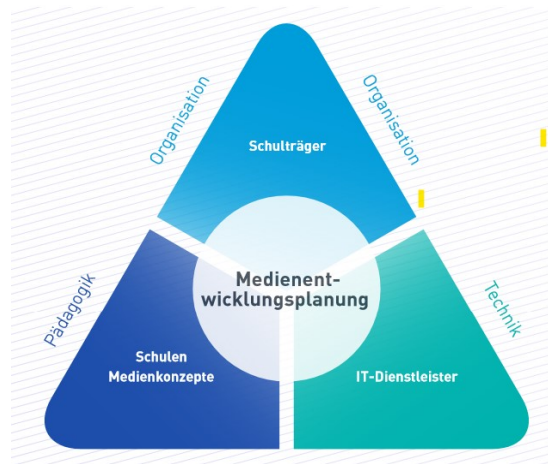 Organisation
Organisation
Schulträger
Medienent-
wicklungsplanung
Pädagogik
Technik
Schulen
Medienkonzepte
IT-Dienstleister